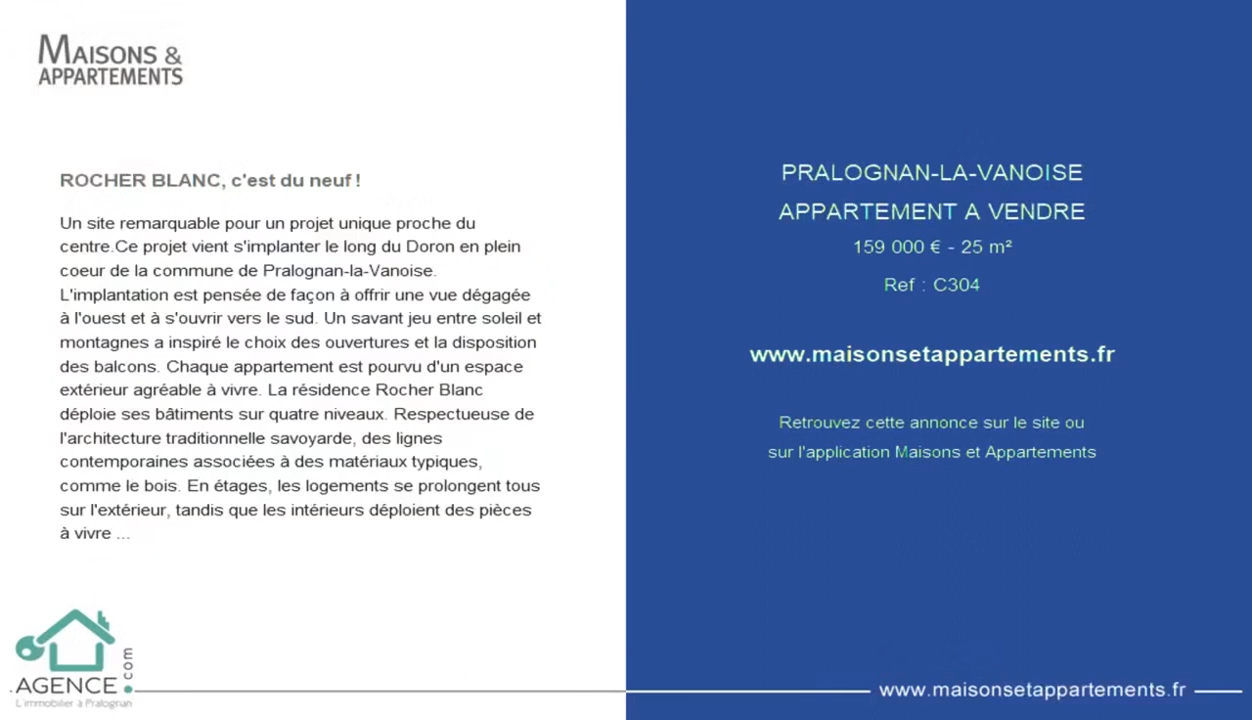 MAISONS &
APPARTEMENTS
ROCHER BLANC, c'est du neuf !
Un site remarquable pour un projet unique proche du
centre.Ce projet vient s'implanter le long du Doron en plein
coeur de la commune de Pralognan-la-Vanoise.
L'implantation est pensée de façon à offrir une vue dégagée
à l'ouest et à s'ouvrir vers le sud. Un savant jeu entre soleil et
montagnes a inspiré le choix des ouvertures et la disposition
des balcons. Chaque appartement est pourvu d'un espace
extérieur agréable à vivre. La résidence Rocher Blanc
déploie ses bâtiments sur quatre niveaux. Respectueuse de
l'architecture traditionnelle savoyarde, des lignes
contemporaines associées à des matériaux typiques,
comme le bois. En étages, les logements se prolongent tous
sur l'extérieur, tandis que les intérieurs déploient des pièces
à vivre ...
AGENCE.com
L'immobilier à Pralognan
PRALOGNAN-LA-VANOISE
APPARTEMENT A VENDRE
159 000 € - 25 m²
Ref : C304
www.maisonsetappartements.fr
Retrouvez cette annonce sur le site ou
sur l'application Maisons et Appartements
www.maisonsetappartements.fr